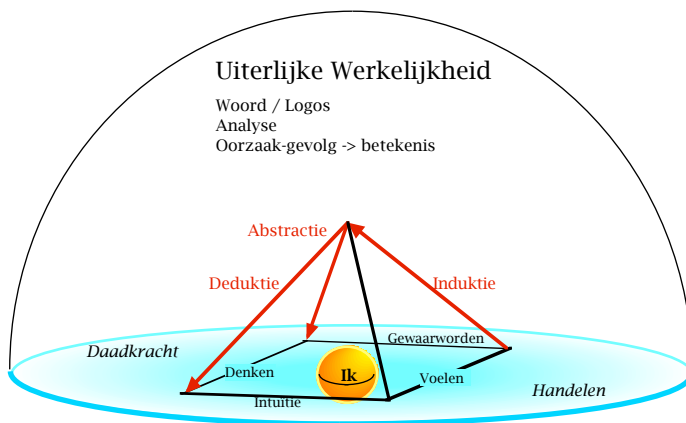 Uiterlijke Werkelijkheid
Woord / Logos
Analyse
Oorzaak-gevolg -> betekenis
Abstractie
Deduktie
Induktie
Gewaarworden
Daadkracht
Denken
Ik
Voelen
Handelen
Intuïtie